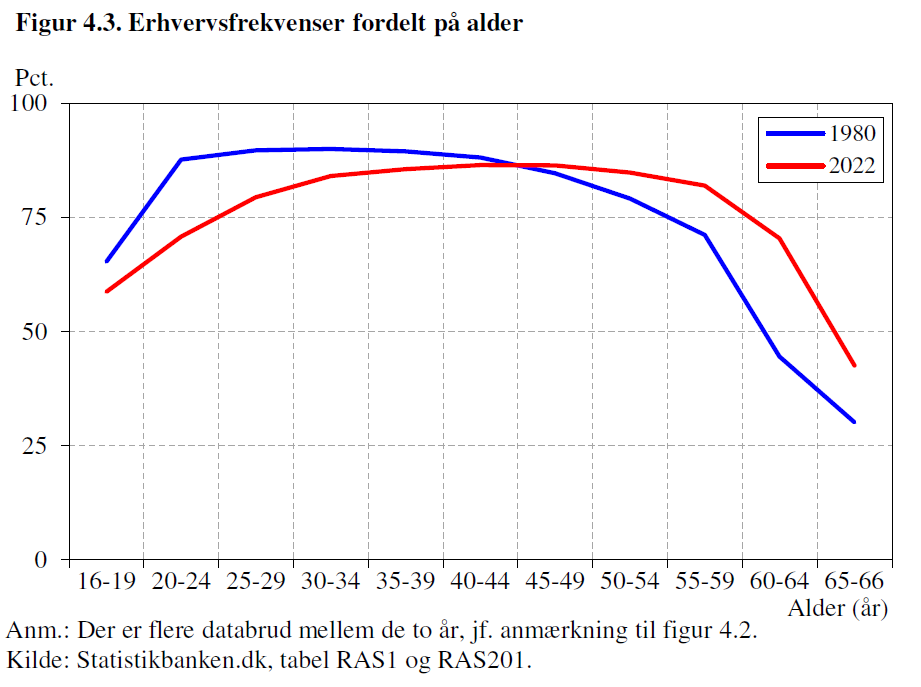 Figur 4.3. Erhvervsfrekvenser fordelt på alder
Pct.
100
75
50
25
0
1980
2022
16-19 20-24 25-29 30-34 35-39 40-44 45-49 50-54 55-59 60-64 65-66
Alder (år)
Anm.: Der er flere databrud mellem de to år, jf. anmærkning til figur 4.2.
Kilde: Statistikbanken.dk, tabel RAS1 og RAS201.